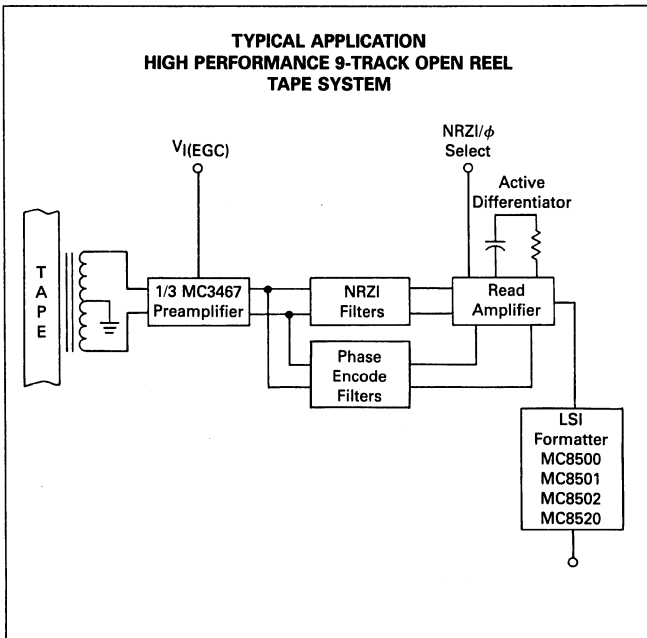 TYPICAL APPLICATION
HIGH PERFORMANCE 9-TRACK OPEN REEL
TAPE SYSTEM
VI(EGC)
NRZI/φ
Select
Active
Differentiator
TAPE
1/3 MC3467
Preamplifier
NRZI
Filters
Read
Amplifier
Phase
Encode
Filters
LSI
Formatter
MC8500
MC8501
MC8502
MC8520